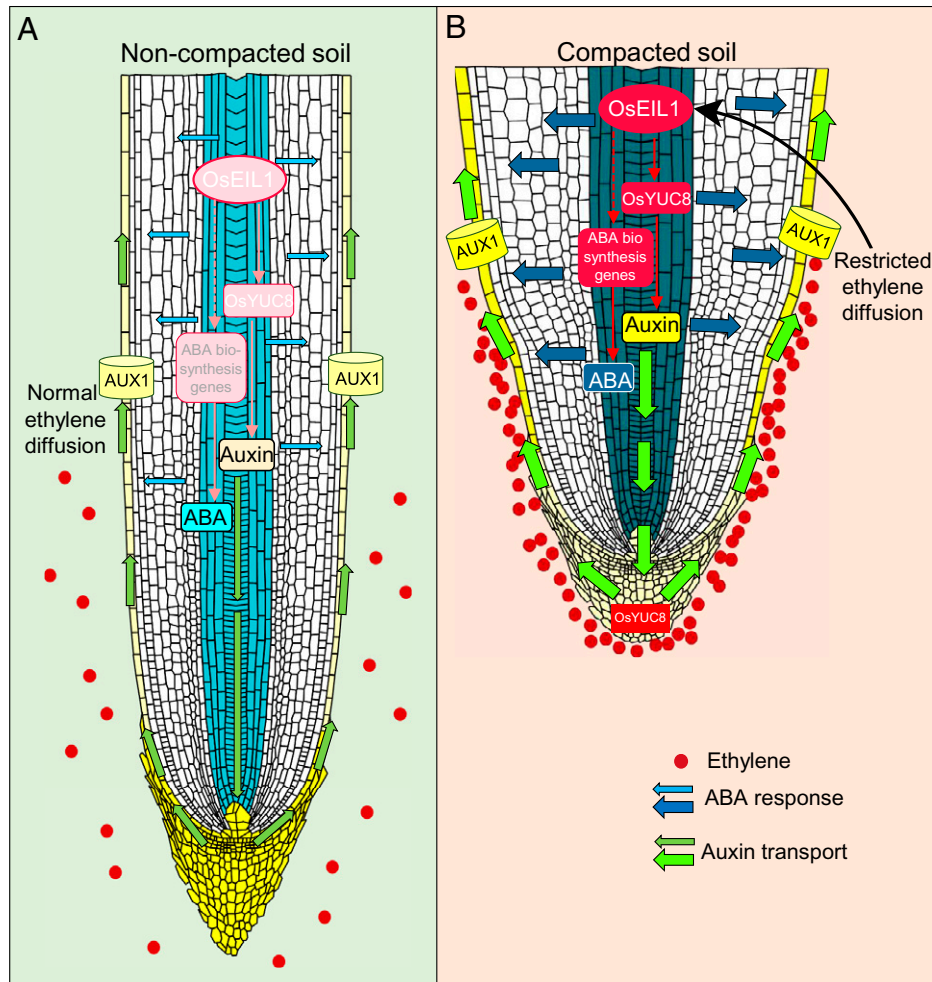 A
Non-compacted soil
OsEIL1
OsYUC8
ABA bio-
synthesis
genes
AUX1
AUX1
Normal
ethylene
diffusion
Auxin
ABA
B
Compacted soil
OsEIL1
OsYUC8
ABA bio
synthesis
genes
AUX1
AUX1
Restricted
ethylene
diffusion
Auxin
ABA
OsYUC8
Ethylene
ABA response
Auxin transport